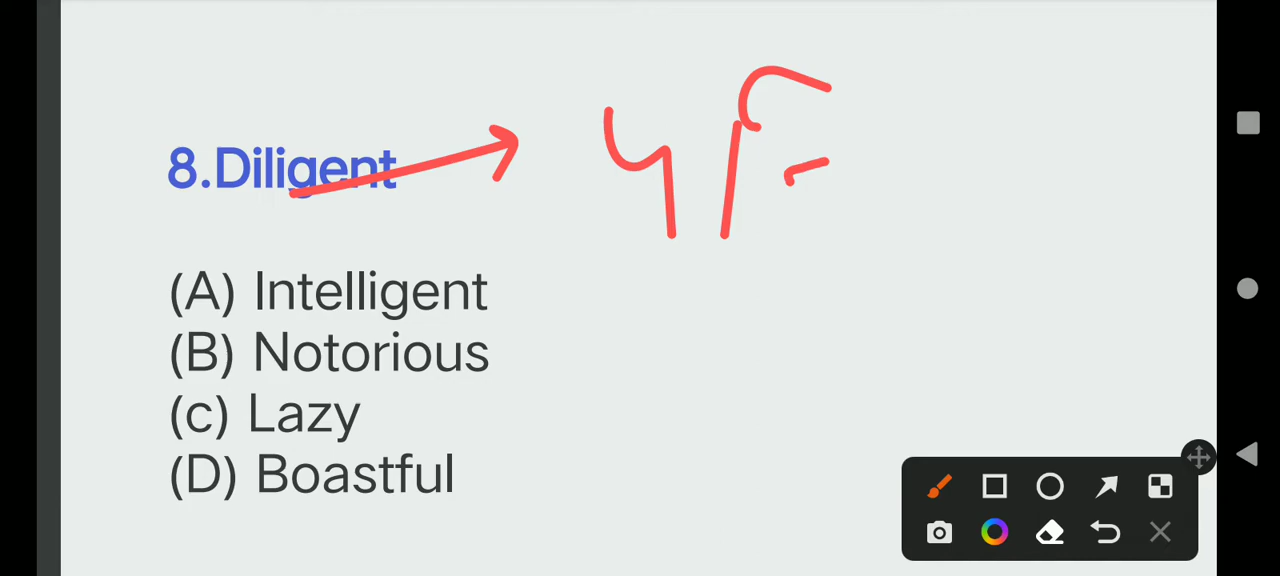 8.Diligent
(A) Intelligent
(B) Notorious
(c) Lazy
(D) Boastful